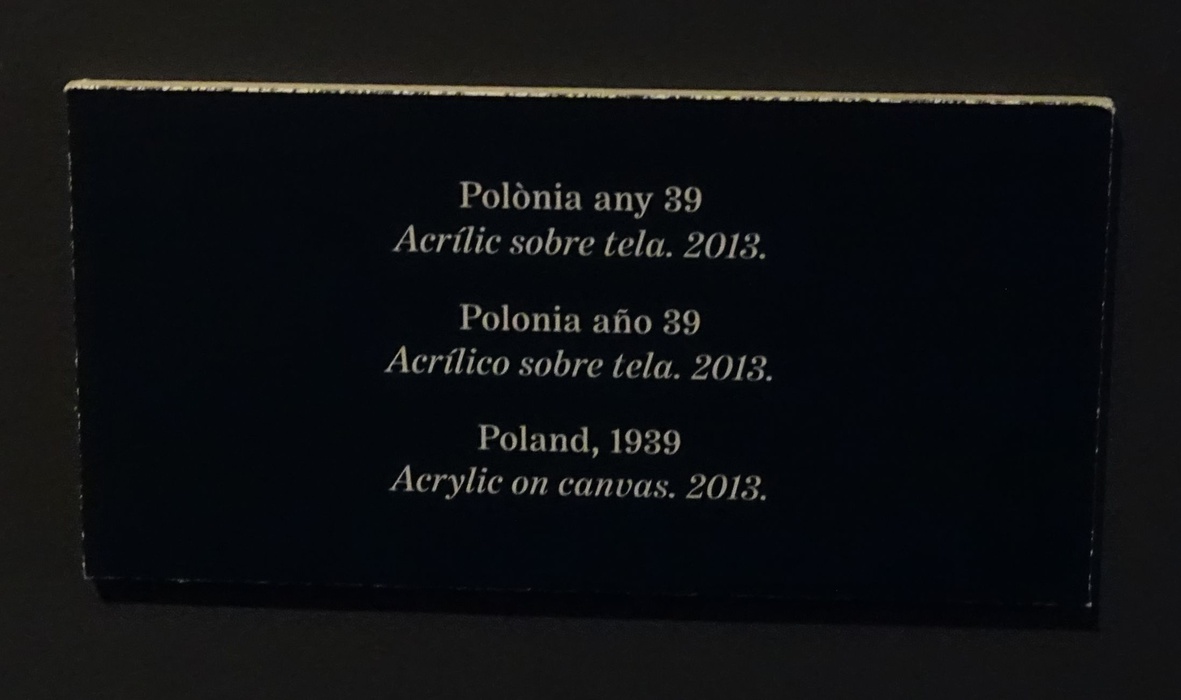 Polònia any 39
Acrílic sobre tela. 2013.
Polonia año 39
Acrílico sobre tela. 2013.
Poland, 1939
Acrylic on canvas. 2013.